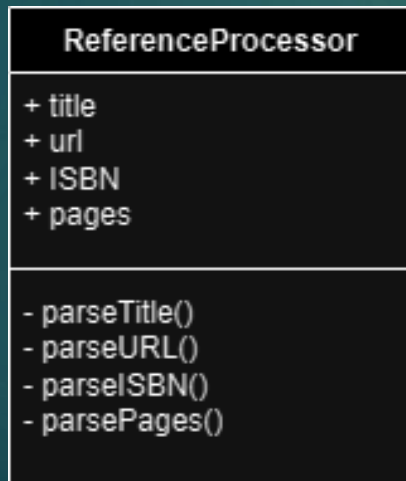 ReferenceProcessor
+ title
+ url
+ ISBN
+ pages
- parseTitle()
- parseURL()
- parseISBN()
- parsePages()